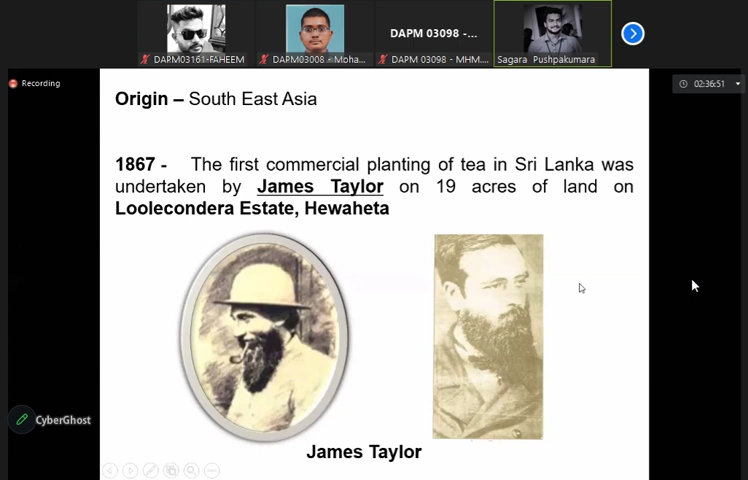 DAPM 03098 -...
DARM03161-FAHEEM
DARM03008 - Moha...
DAPM 03098 - MHM....
Sagara Pushpakumara
Recording
02:36:51
Origin – South East Asia
1867 - The first commercial planting of tea in Sri Lanka was
undertaken by James Taylor on 19 acres of land on
Loolecondera Estate, Hewaheta
CyberGhost
James Taylor